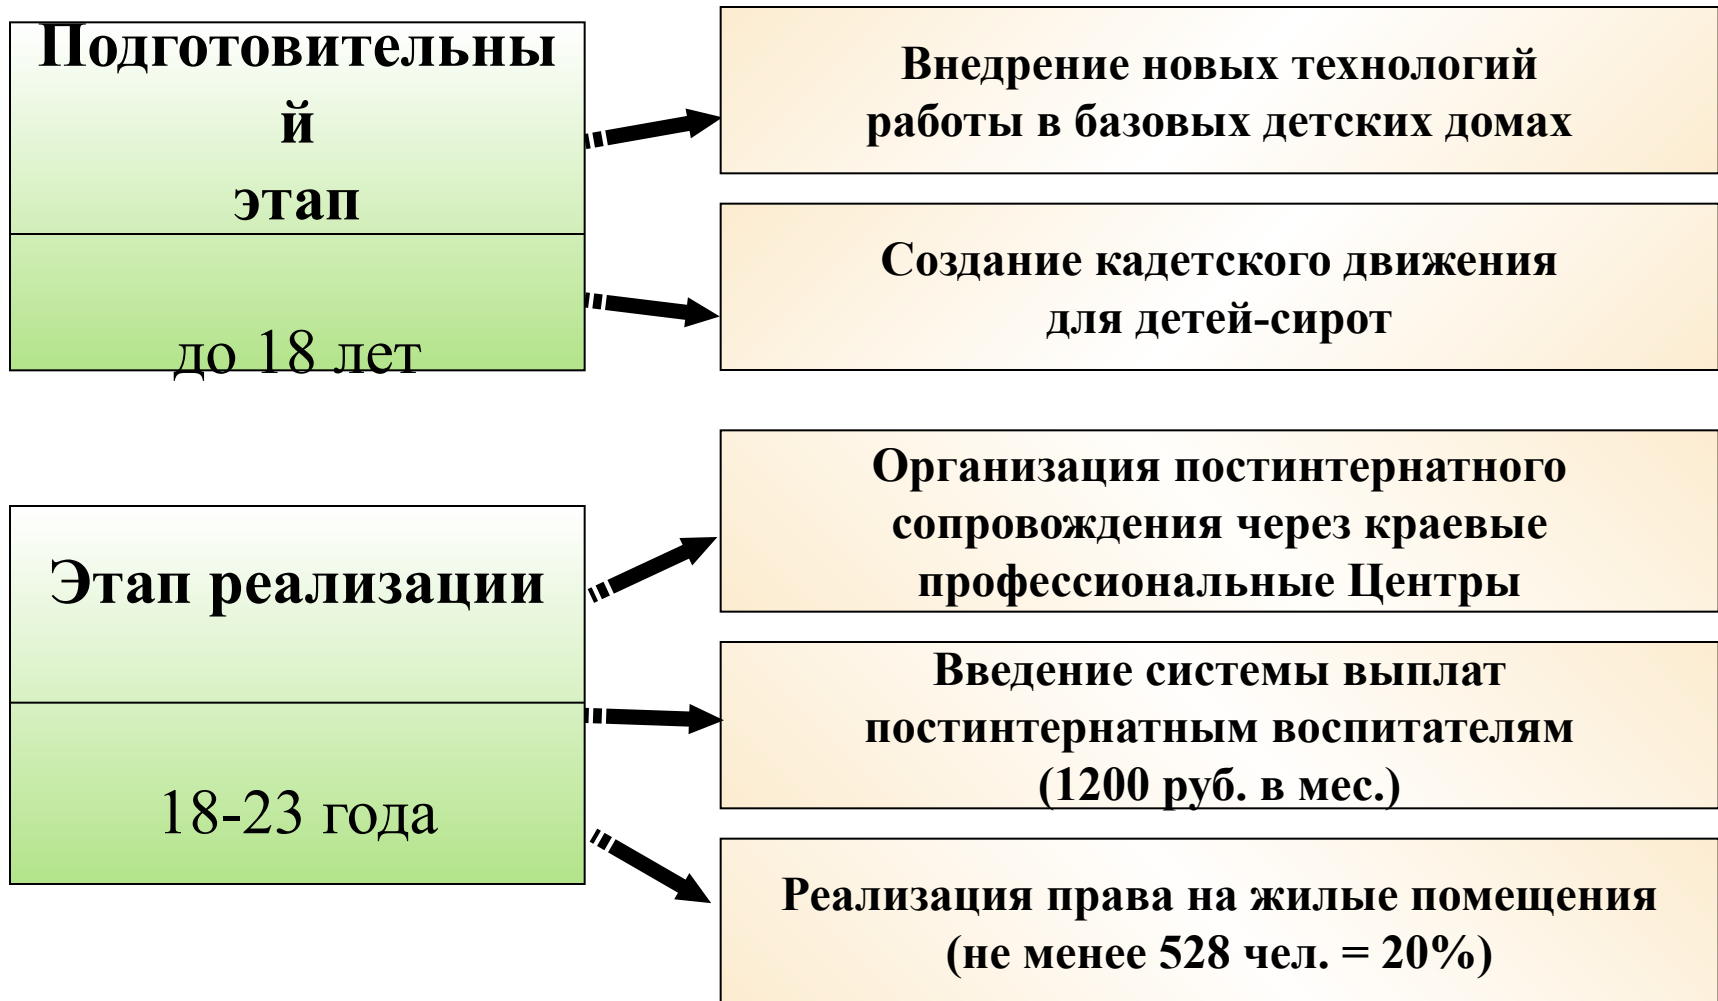 Подготовительны
й
этап
до 18 лет
Внедрение новых технологий
работы в базовых детских домах
Создание кадетского движения
для детей-сирот
Этап реализации
18-23 года
Организация постинтернатного
сопровождения через краевые
профессиональные Центры
Введение системы выплат
постинтернатным воспитателям
(1200 руб. в мес.)
Реализация права на жилые помещения
(не менее 528 чел. = 20%)